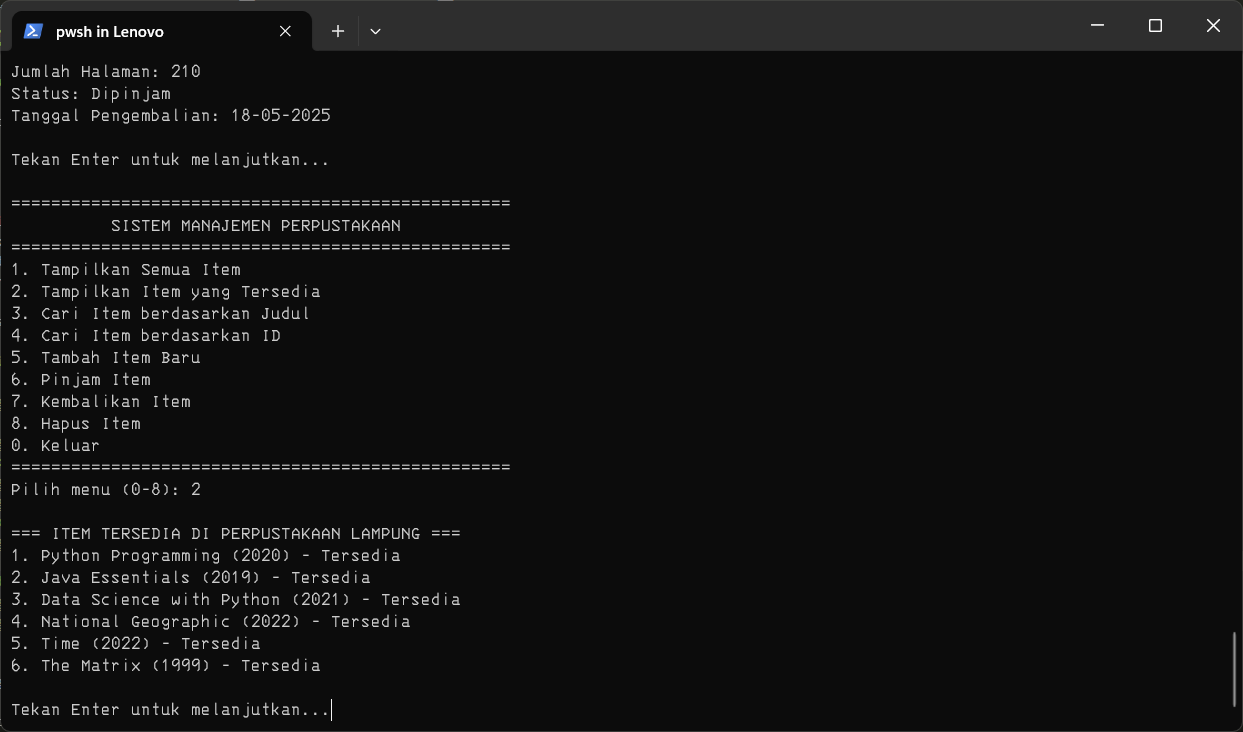 pwsh in Lenovo
Jumlah Halaman: 210
Status: Dipinjam
Tanggal Pengembalian: 18-05-2025
Tekan Enter untuk melanjutkan...
==================================================
SISTEM MANAJEMEN PERPUSTAKAAN
==================================================
1. Tampilkan Semua Item
2. Tampilkan Item yang Tersedia
3. Cari Item berdasarkan Judul
4. Cari Item berdasarkan ID
5. Tambah Item Baru
6. Pinjam Item
7. Kembalikan Item
8. Hapus Item
0. Keluar
==================================================
Pilih menu (0-8): 2
=== ITEM TERSEDIA DI PERPUSTAKAAN LAMPUNG ===
1. Python Programming (2020) - Tersedia
2. Java Essentials (2019) - Tersedia
3. Data Science with Python (2021) - Tersedia
4. National Geographic (2022) - Tersedia
5. Time (2022) - Tersedia
6. The Matrix (1999) - Tersedia
Tekan Enter untuk melanjutkan...